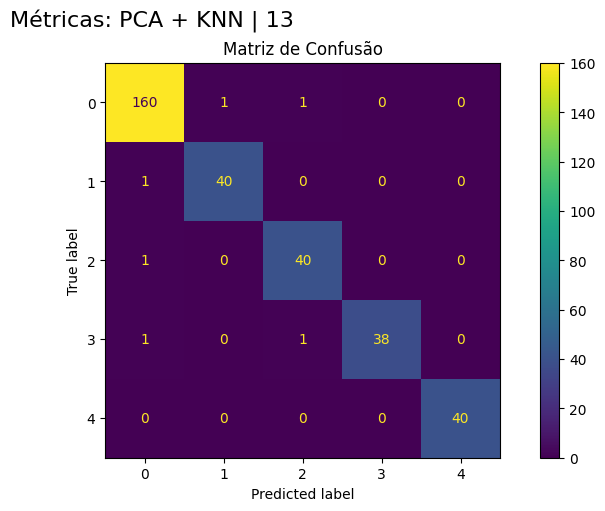 Métricas: PCA + KNN | 13
Matriz de Confusão
0 160 1 1 0 0
1 1 40 0 0 0
2 1 0 40 0 0
3 1 0 1 38 0
4 0 0 0 0 40
0 1 2 3 4
True label
Predicted label
160
140
120
100
80
60
40
20
0